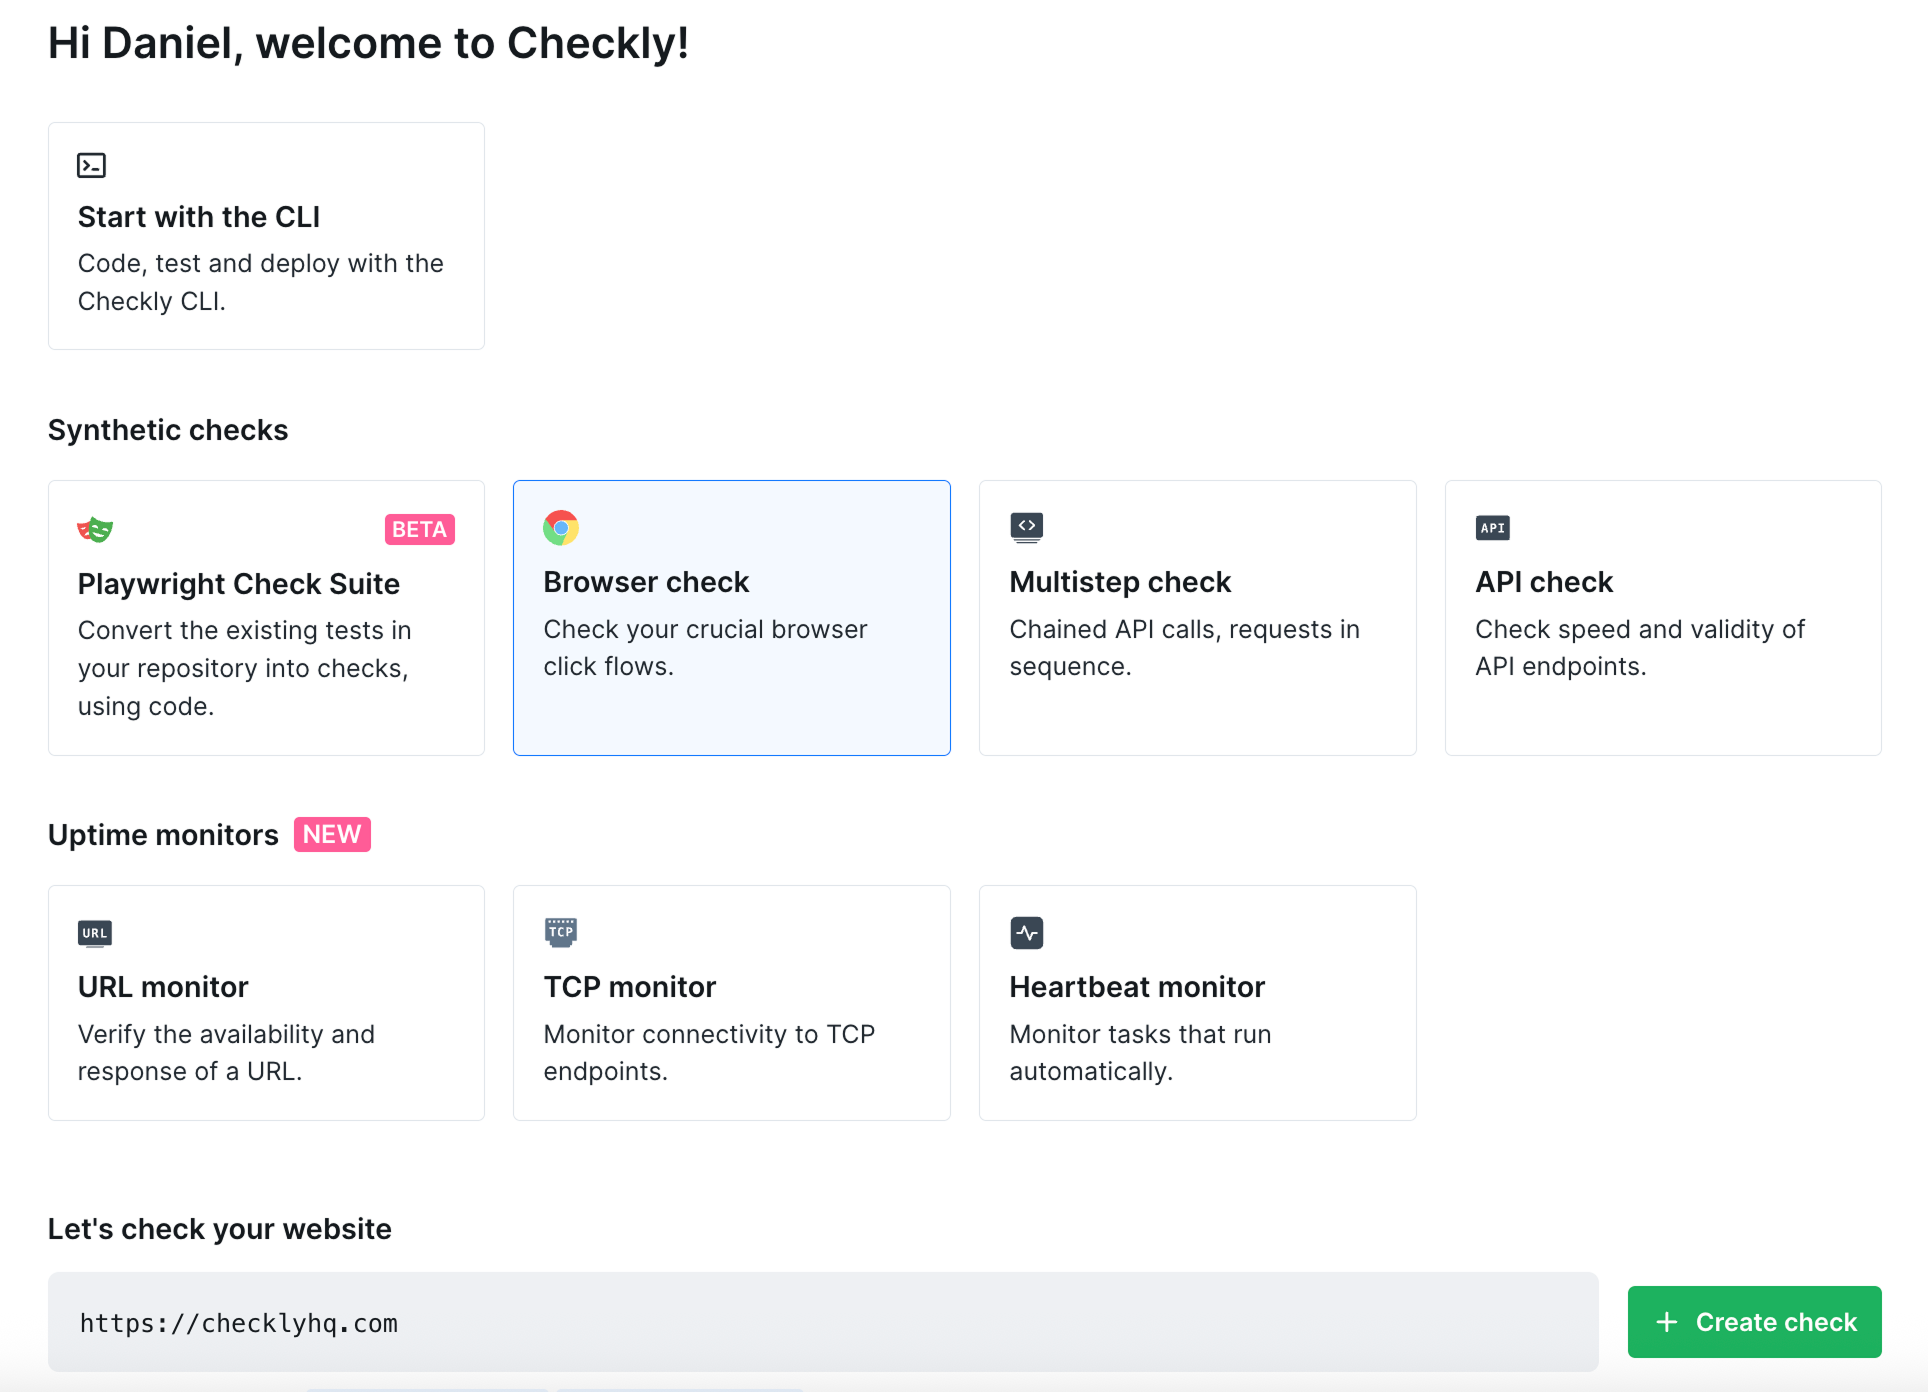 Hi Daniel, welcome to Checkly!
Start with the CLI
Code, test and deploy with the
Checkly CLI.
Synthetic checks
BETA
Playwright Check Suite
Convert the existing tests in
your repository into checks,
using code.
Browser check
Check your crucial browser
click flows.
Multistep check
Chained API calls, requests in
sequence.
API
API check
Check speed and validity of
API endpoints.
Uptime monitors NEW
URL
URL monitor
Verify the availability and
response of a URL.
TCP
TCP monitor
Monitor connectivity to TCP
endpoints.
Heartbeat monitor
Monitor tasks that run
automatically.
Let's check your website
https://checklyhq.com
+ Create check